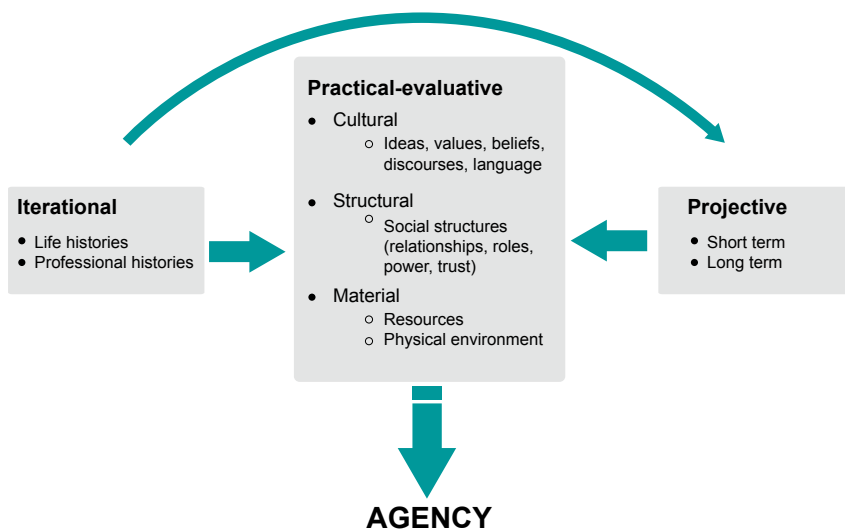 Iterational
• Life histories
• Professional histories
Practical-evaluative
• Cultural
○ Ideas, values, beliefs,
discourses, language
• Structural
○ Social structures
(relationships, roles,
power, trust)
• Material
○ Resources
○ Physical environment
Projective
• Short term
• Long term
AGENCY